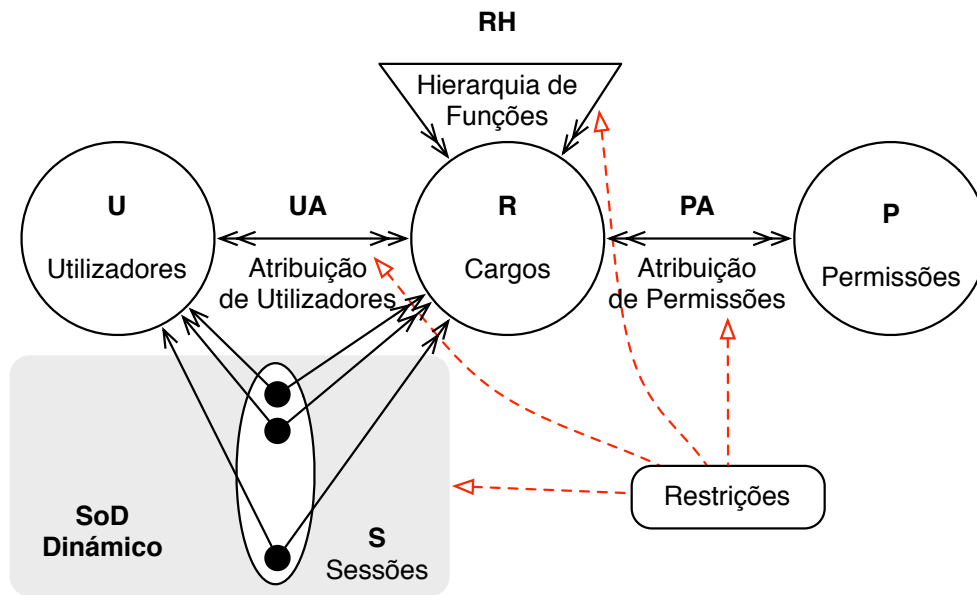 RH
Hierarquia de
Funções
U
Utilizadores
UA
Atribuição
de Utilizadores
R
Cargos
PA
Atribuição
de Permissões
P
Permissões
SoD
Dinámico
S
Sessões
Restrições